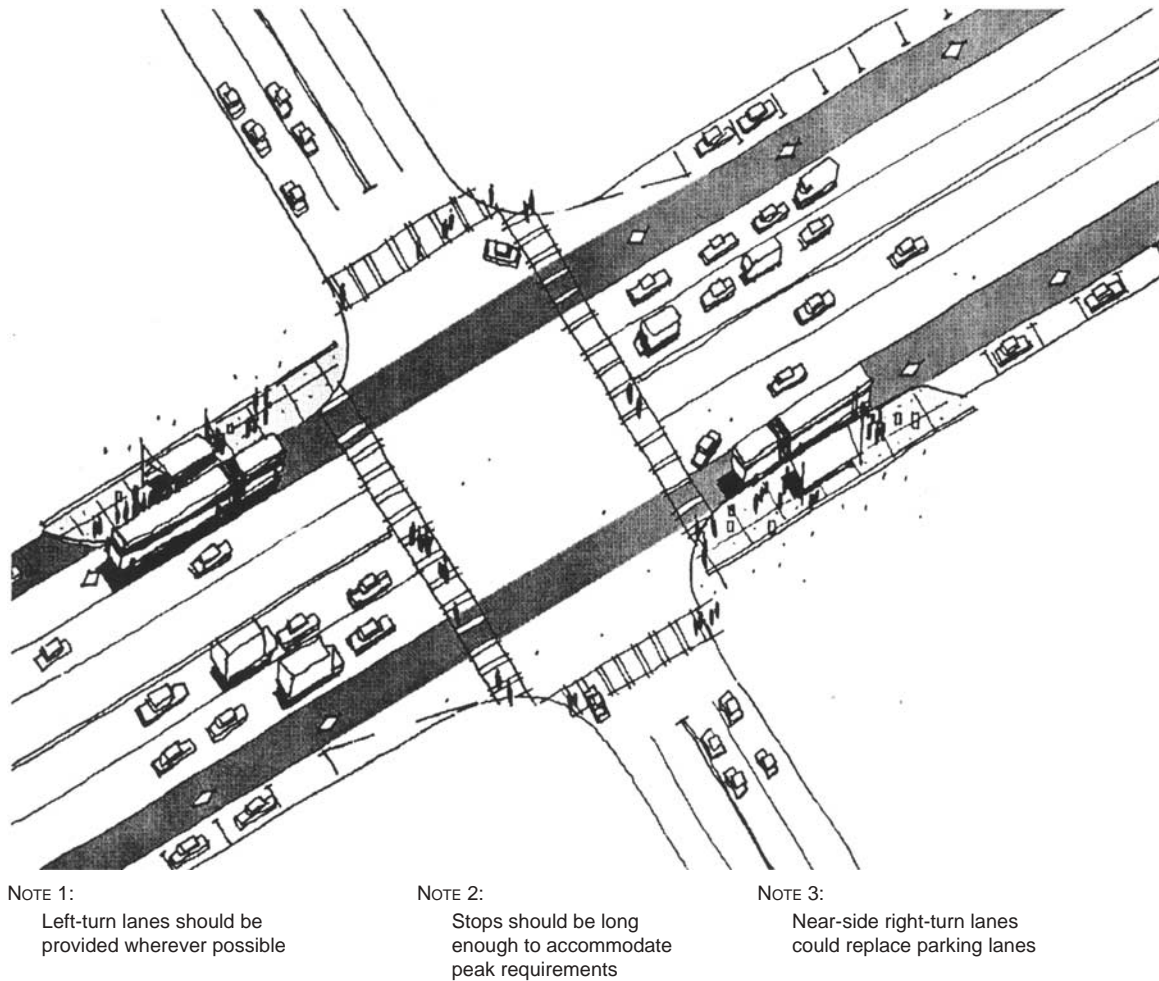 NOTE 1:
Left-turn lanes should be
provided wherever possible
NOTE 2:
Stops should be long
enough to accommodate
peak requirements
NOTE 3:
Near-side right-turn lanes
could replace parking lanes